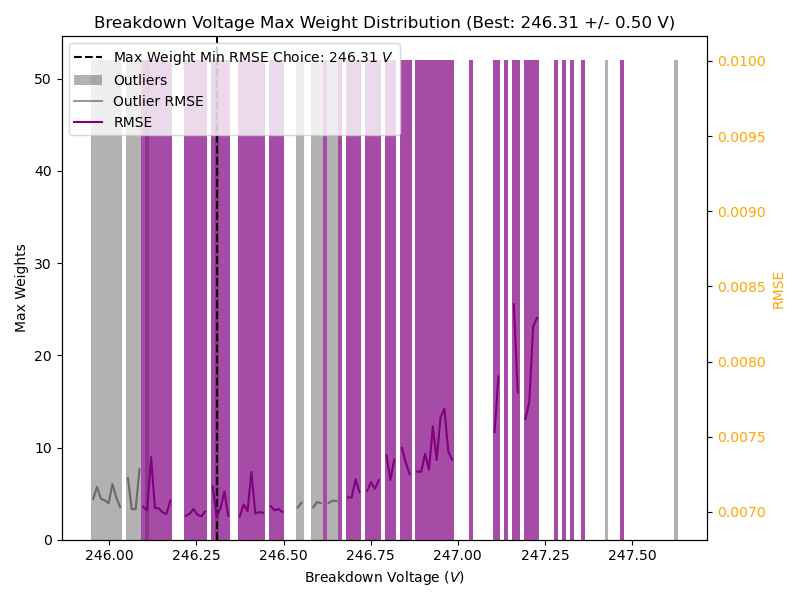 Breakdown Voltage Max Weight Distribution (Best: 246.31 +/- 0.50 V)
Max Weight Min RMSE Choice: 246.31 V
Outliers
Outlier RMSE
RMSE
Max Weights
50
40
30
20
10
0
0.0100
0.0095
0.0090
0.0085
0.0080
0.0075
0.0070
RMSE
246.00 246.25 246.50 246.75 247.00 247.25 247.50
Breakdown Voltage (V)